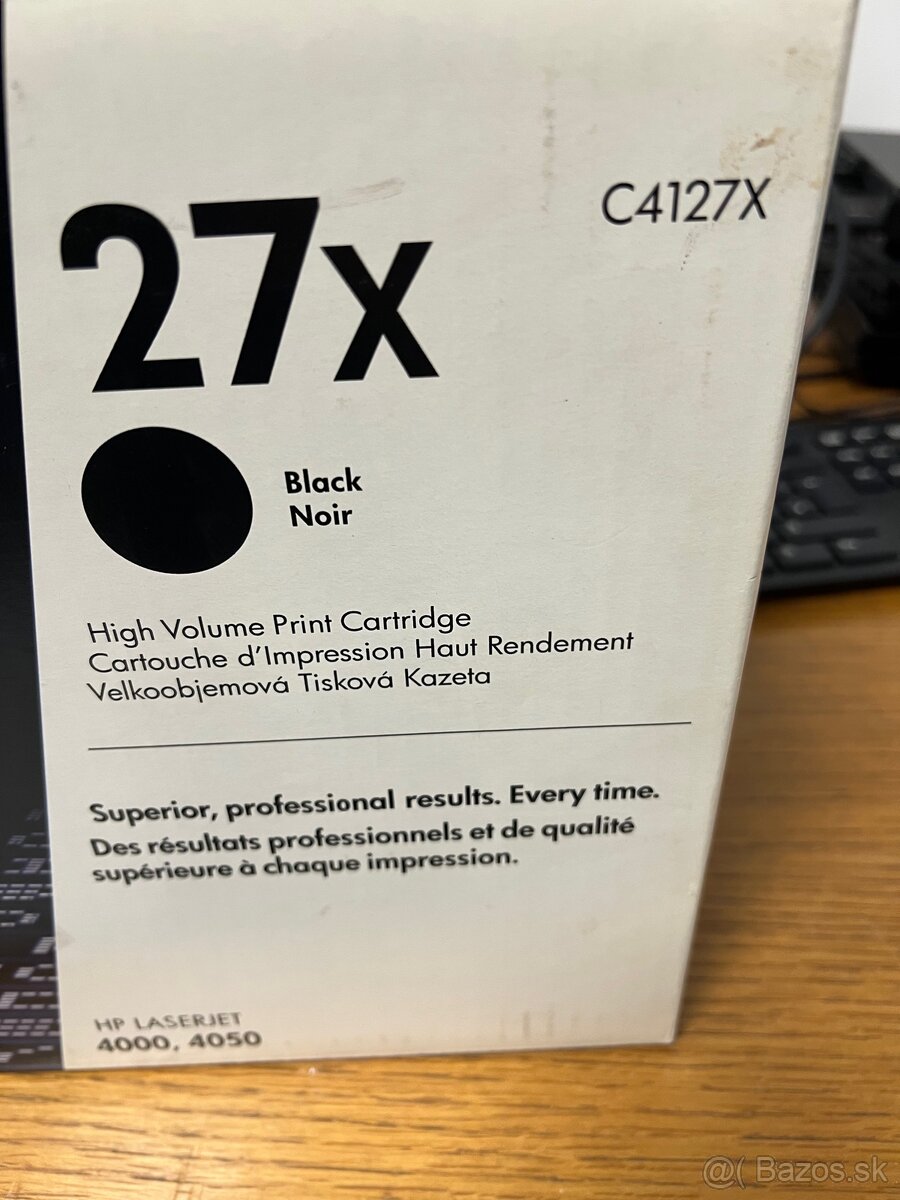 27X
C4127X
Black
Noir
High Volume Print Cartridge
Cartouche d'Impression Haut Rendement
Velkoobjemová Tisková Kazeta
Superior, professional results. Every time.
Des résultats professionnels et de qualité
supérieure à chaque impression.
HP LASERJET
4000, 4050
@( Bazos.sk